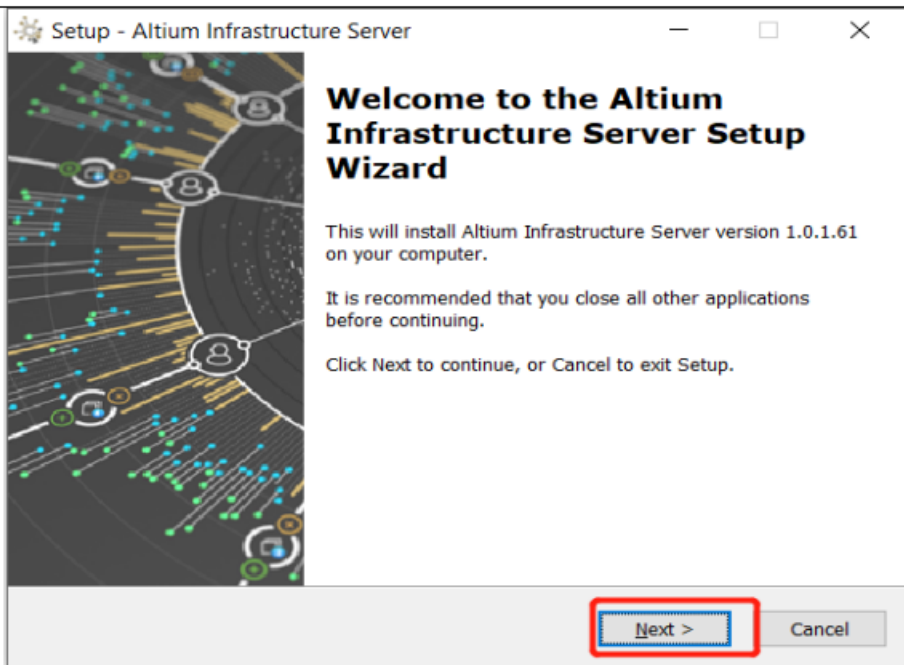 Setup - Altium Infrastructure Server
Welcome to the Altium
Infrastructure Server Setup
Wizard
This will install Altium Infrastructure Server version 1.0.1.61
on your computer.
It is recommended that you close all other applications
before continuing.
Click Next to continue, or Cancel to exit Setup.
Next >
Cancel